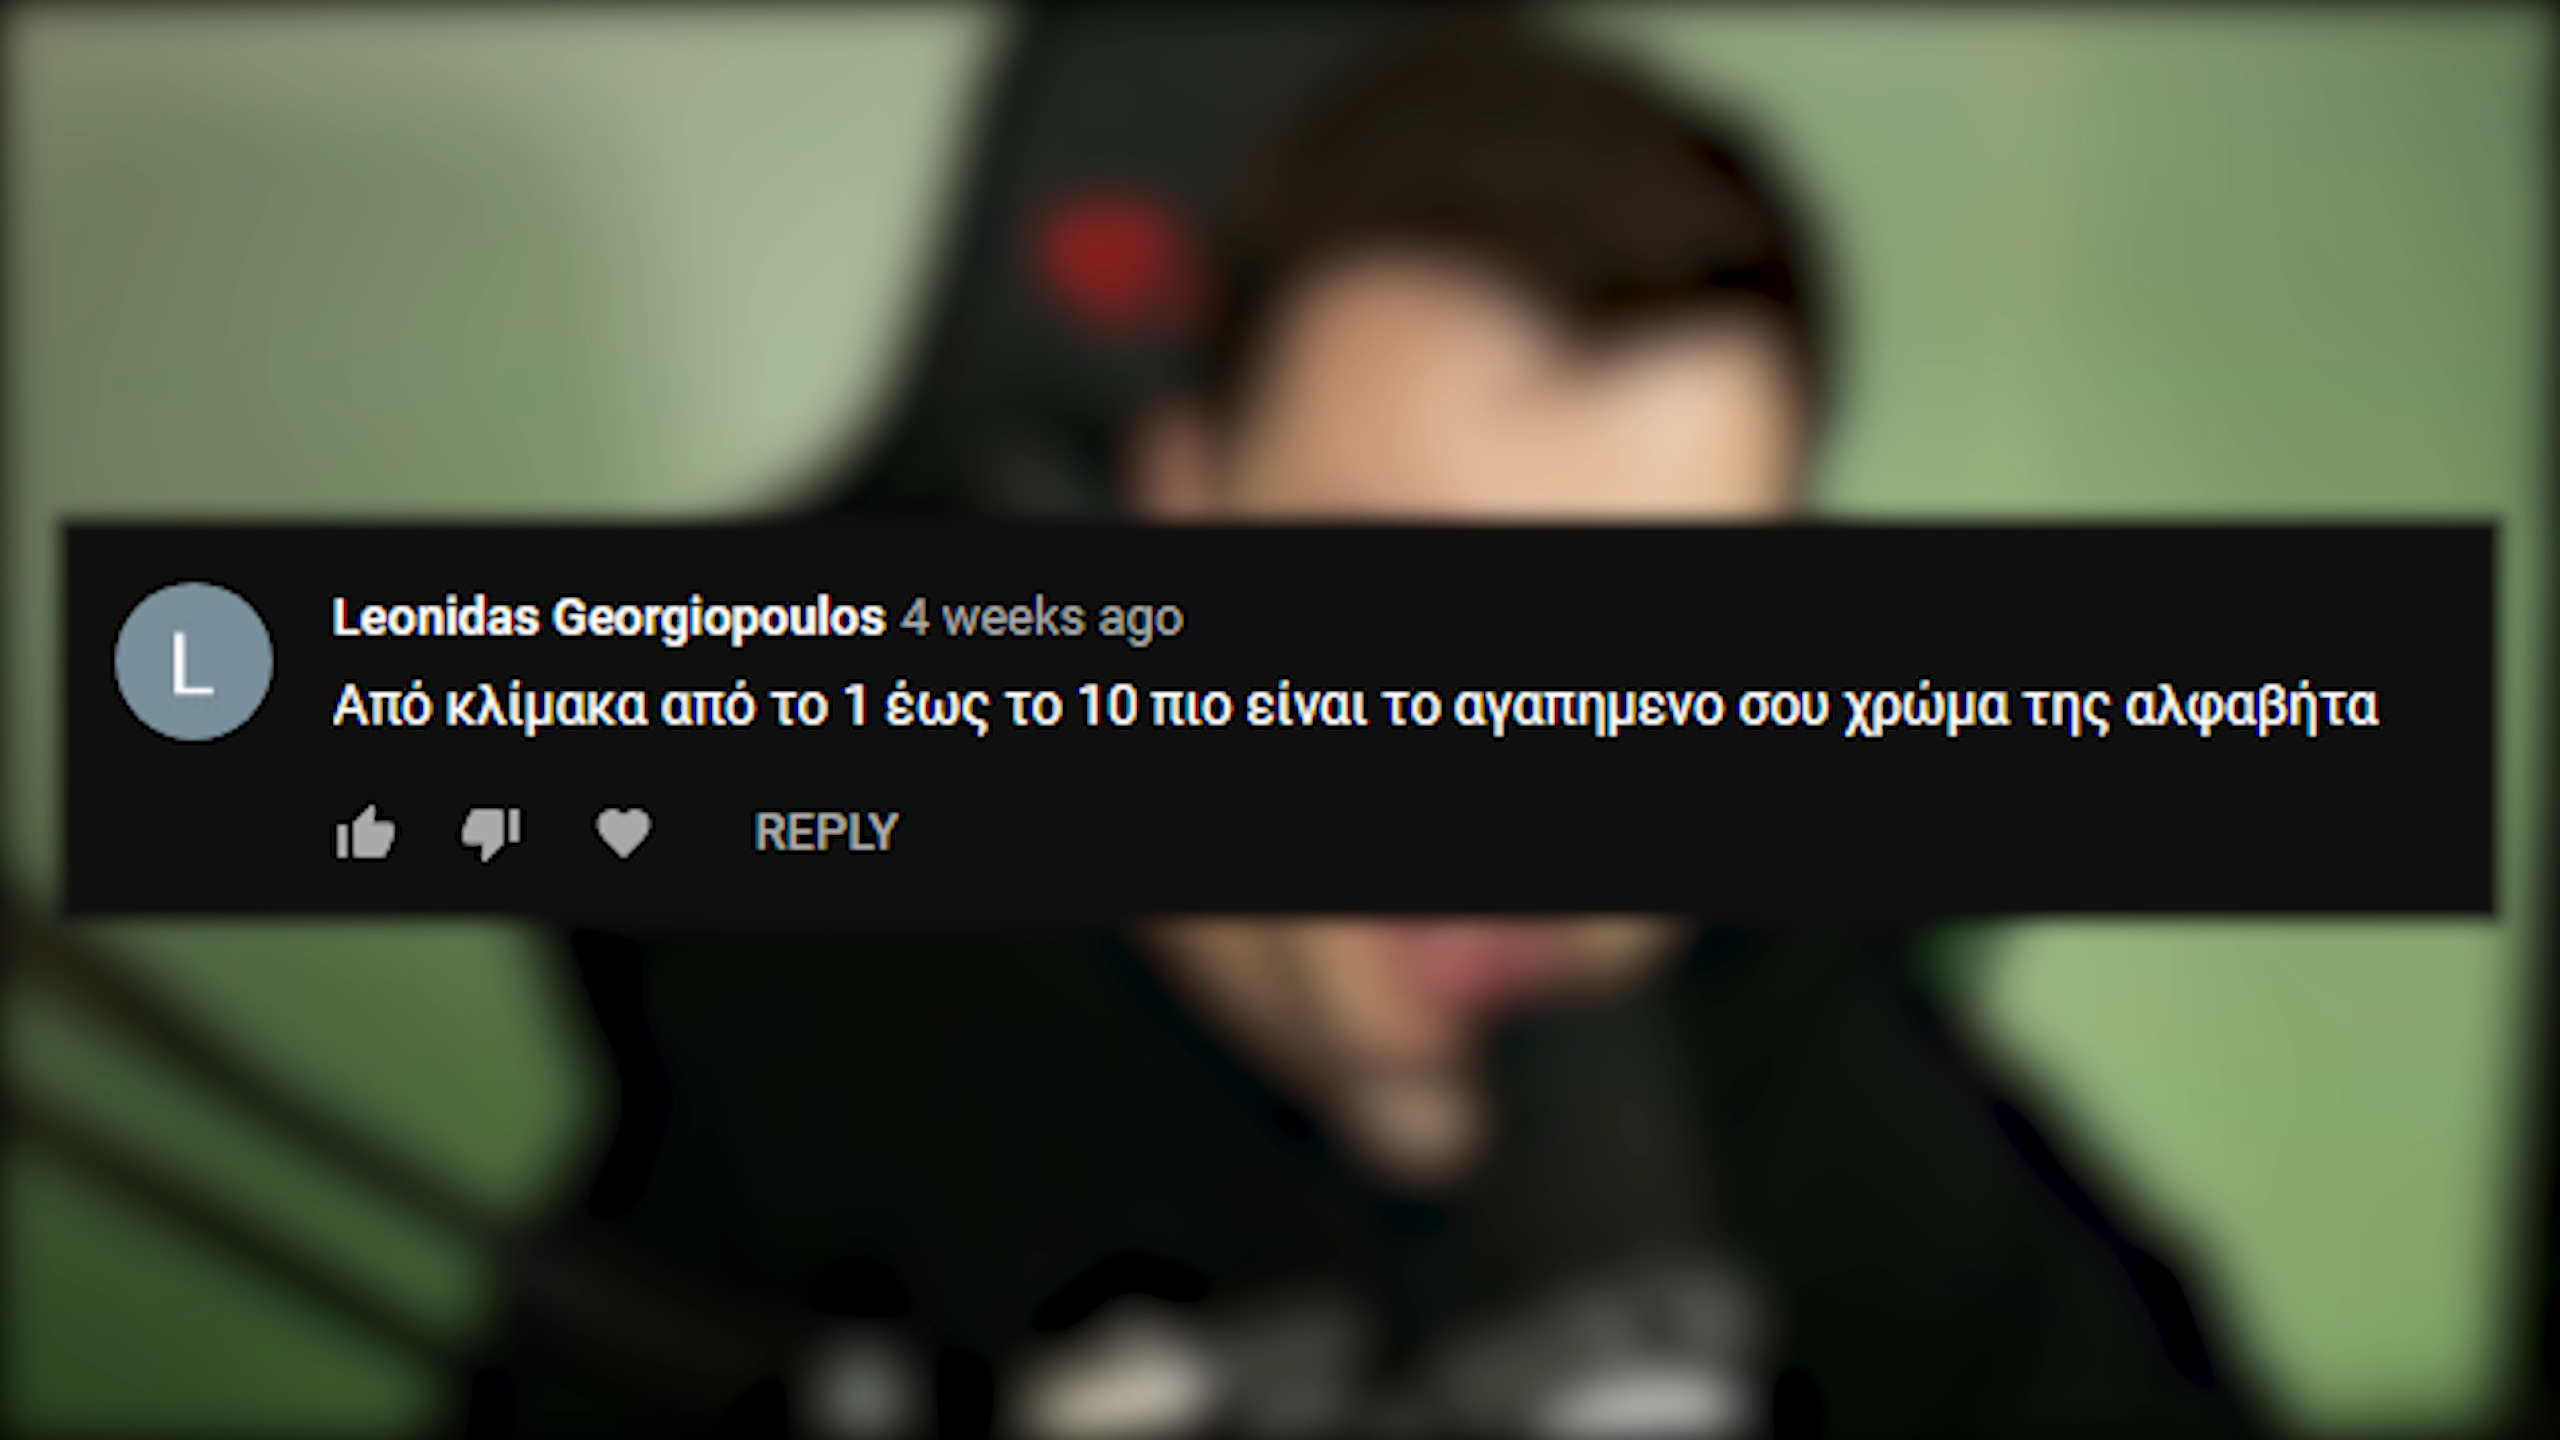 L
Leonidas Georgiopoulos 4 weeks ago
Από κλίμακα από το 1 έως το 10 πιο είναι το αγαπημενο σου χρώμα της αλφαβήτα
REPLY